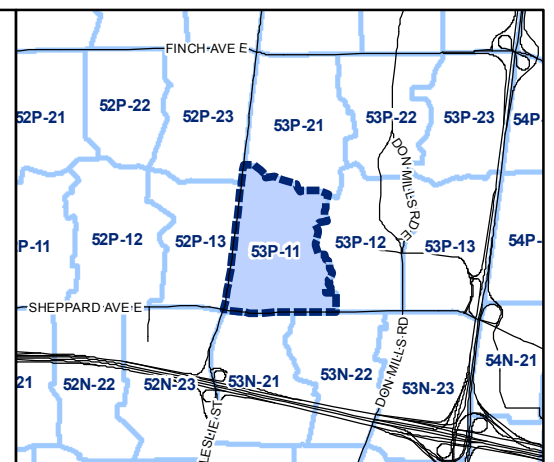 FINCH AVE E
52P-21
52P-22
52P-23
53P-21
53P-22
53P-23
54P-
DON MILLS RD E
P-11
52P-12
52P-13
53P-11
53P-12
53P-13
54P-
SHEPPARD AVE E
21
52N-22
52N-23
53N-21
53N-22
53N-23
54N-21
DON MILLS RD
LESLIE ST